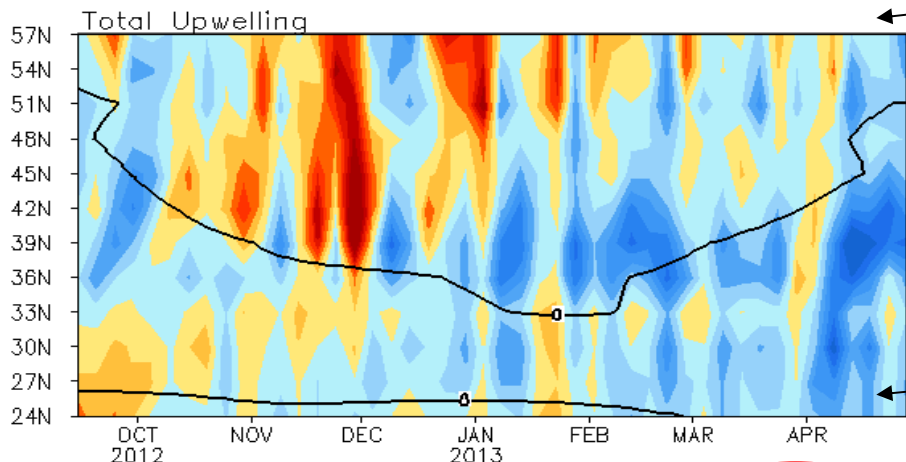 Total Upwelling
57N
54N
51N
48N
45N
42N
39N
36N
33N
30N
27N
24N
0
0
OCT NOV DEC JAN FEB MAR APR
2012 2013